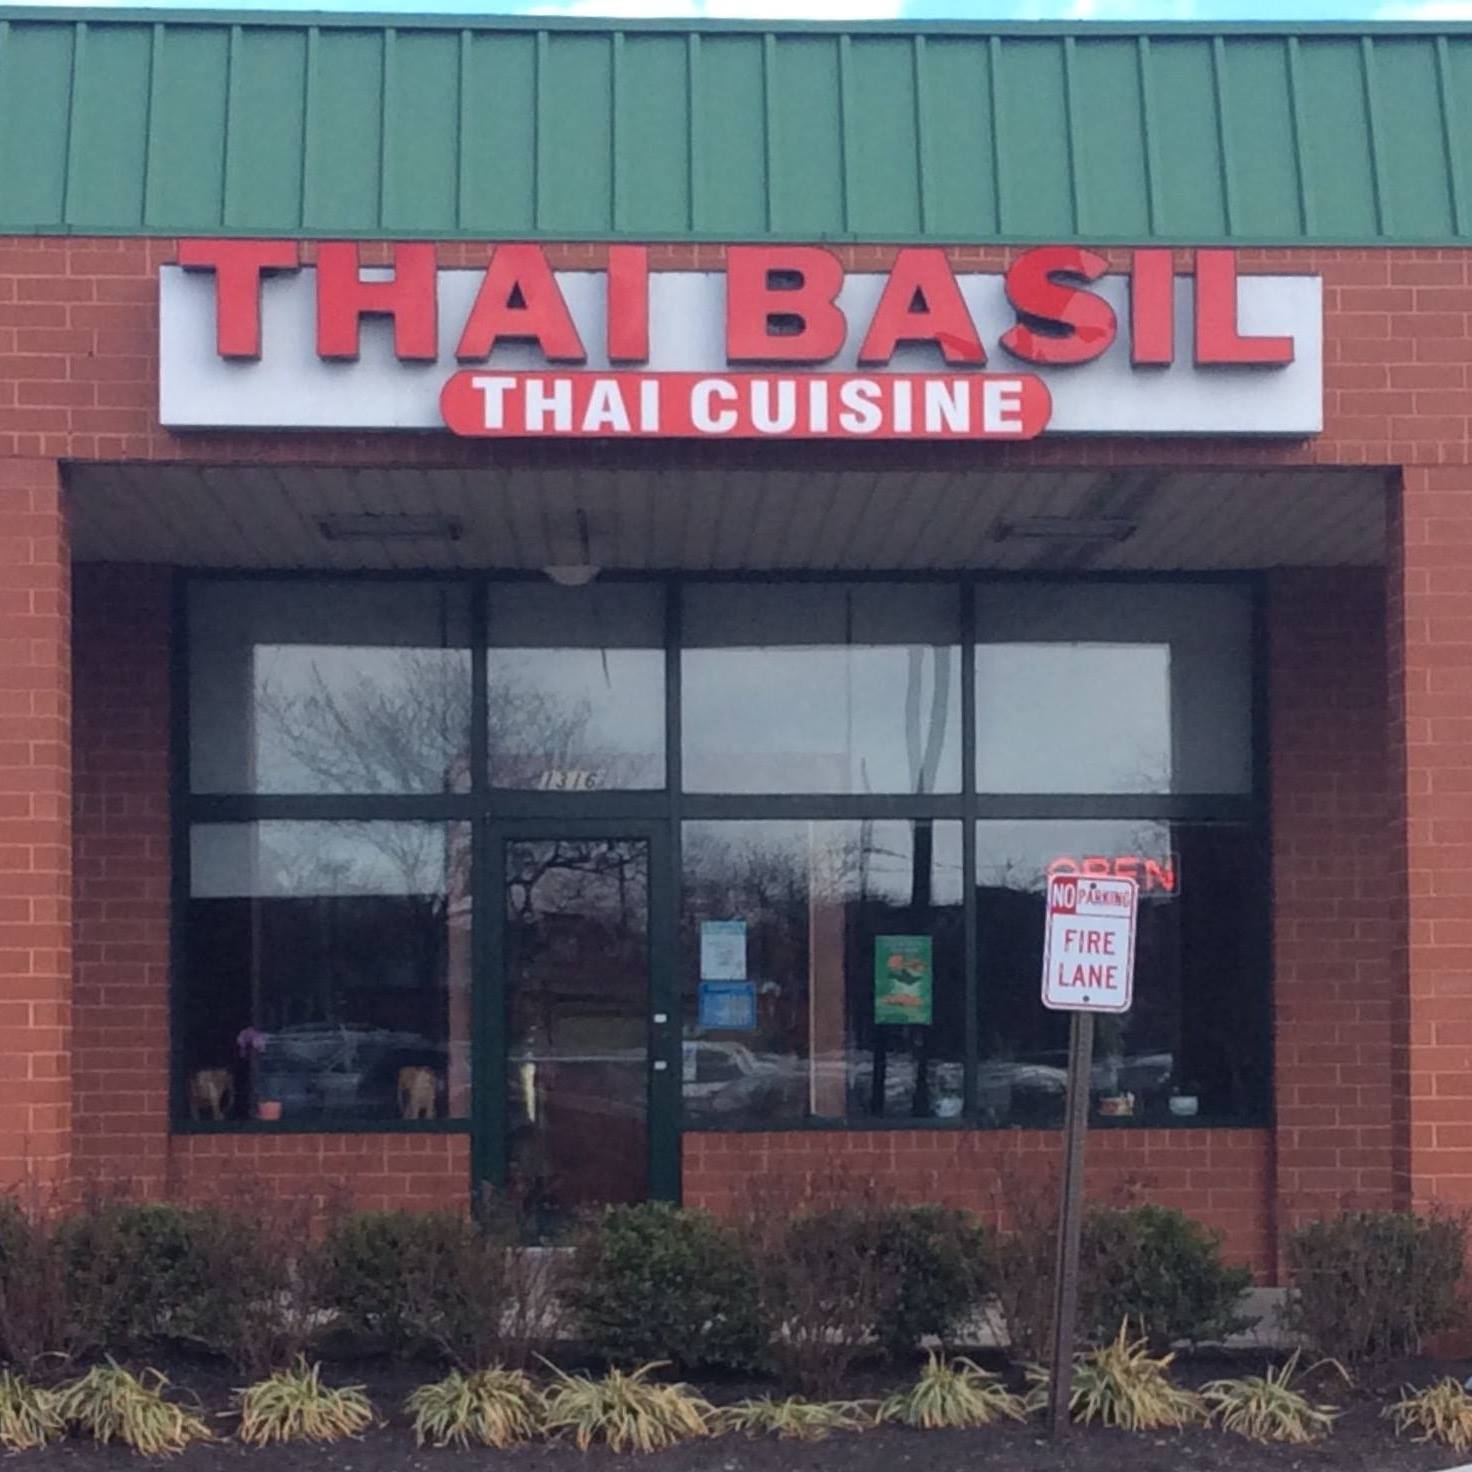 THAI BASIL
THAI CUISINE
1316
OPEN
NO PARKING
FIRE
LANE